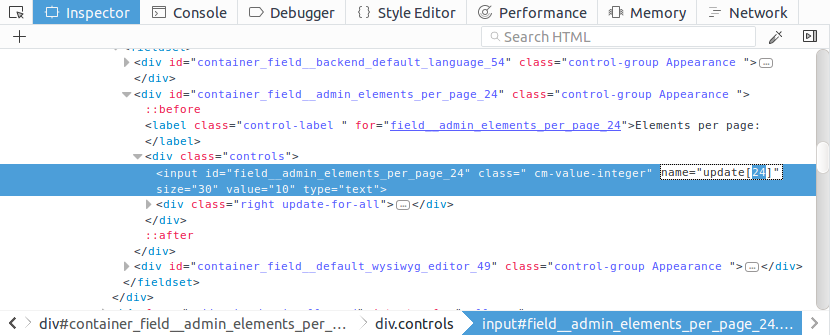 Inspector Console Debugger Style Editor Performance Memory Network
+ Search HTML
</fieldset>
<div id="container_field__backend_default_language_54" class="control-group Appearance ">…
</div>
<div id="container_field__admin_elements_per_page_24" class="control-group Appearance ">
::before
<label class="control-label " for="field__admin_elements_per_page_24">Elements per page:
</label>
<div class="controls">
<input id="field__admin_elements_per_page_24" class=" cm-value-integer" name="update[24]"
size="30" value="10" type="text">
<div class="right update-for-all">…</div>
</div>
::after
</div>
<div id="container_field__default_wysiwyg_editor_49" class="control-group Appearance ">…</div>
</fieldset>
</div>
div#container_field__admin_elements_per_… div.controls input#field__admin_elements_per_page_24.…